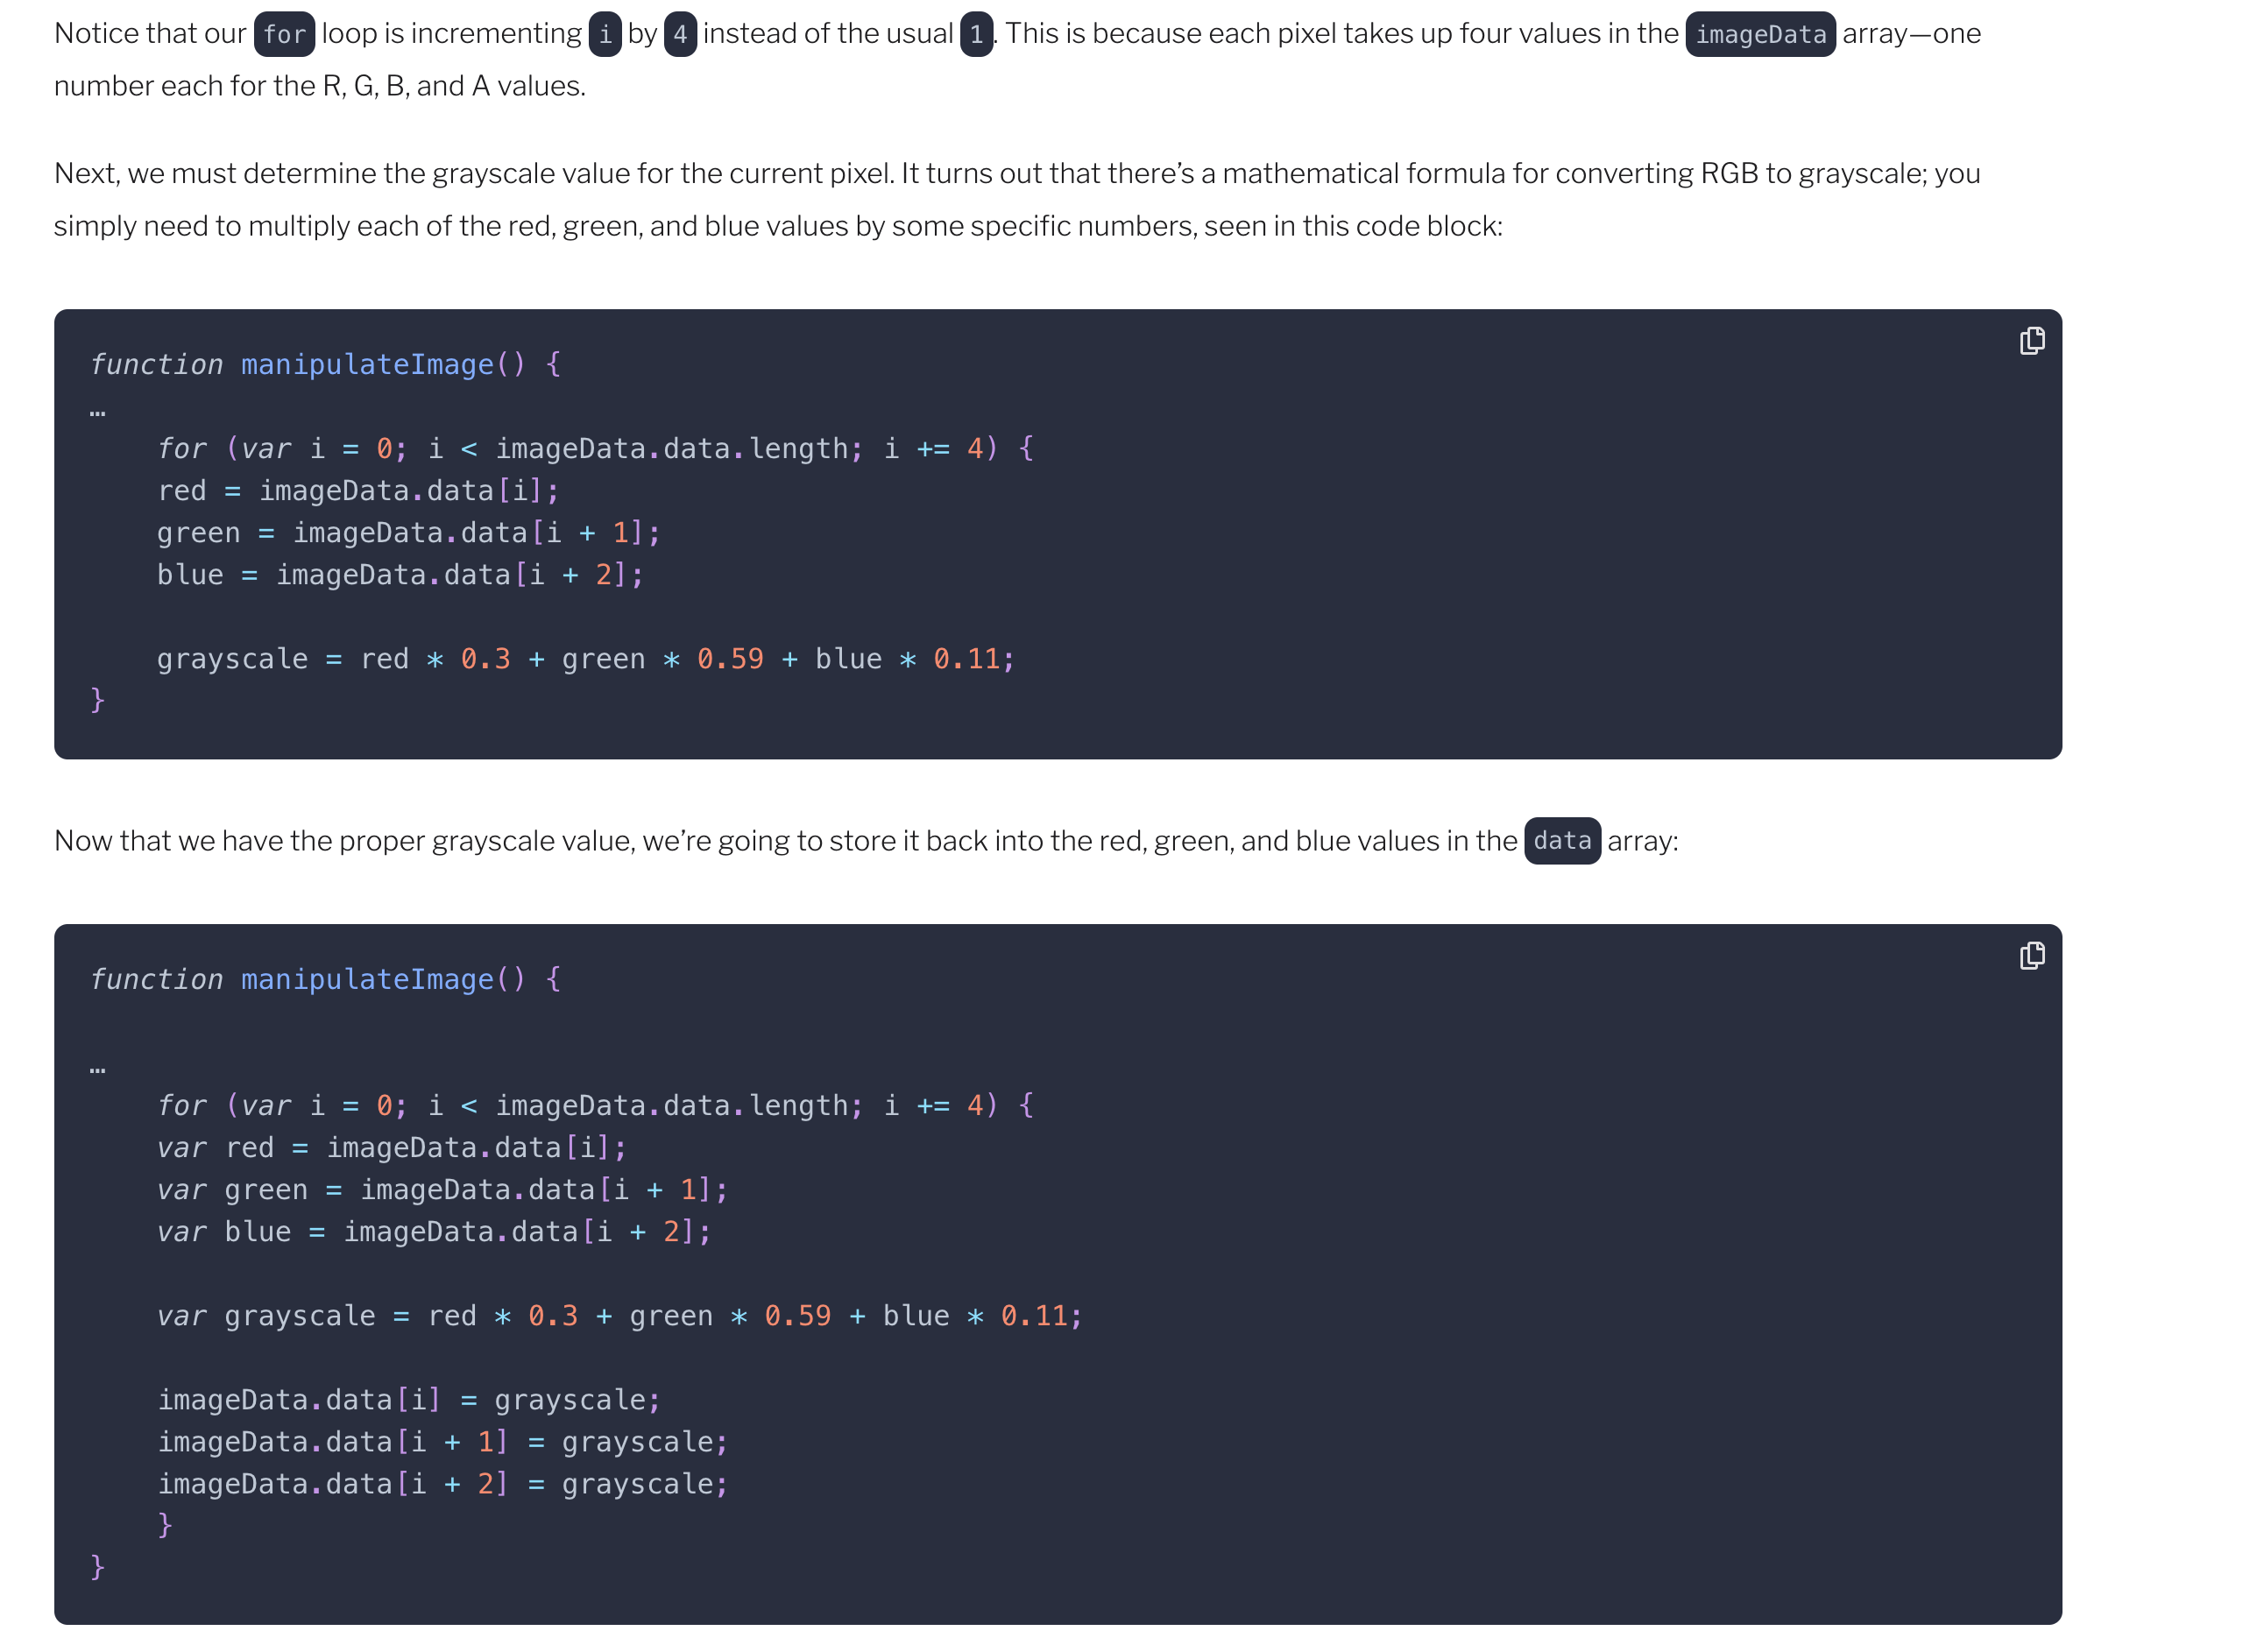 Notice that our for loop is incrementing i by 4 instead of the usual 1. This is because each pixel takes up four values in the imageData array—one
number each for the R, G, B, and A values.
Next, we must determine the grayscale value for the current pixel. It turns out that there’s a mathematical formula for converting RGB to grayscale; you
simply need to multiply each of the red, green, and blue values by some specific numbers, seen in this code block:
function manipulateImage() {
…
    for (var i = 0; i < imageData.data.length; i += 4) {
    red = imageData.data[i];
    green = imageData.data[i + 1];
    blue = imageData.data[i + 2];

    grayscale = red * 0.3 + green * 0.59 + blue * 0.11;
}
Now that we have the proper grayscale value, we’re going to store it back into the red, green, and blue values in the data array:
function manipulateImage() {

…
    for (var i = 0; i < imageData.data.length; i += 4) {
    var red = imageData.data[i];
    var green = imageData.data[i + 1];
    var blue = imageData.data[i + 2];

    var grayscale = red * 0.3 + green * 0.59 + blue * 0.11;

    imageData.data[i] = grayscale;
    imageData.data[i + 1] = grayscale;
    imageData.data[i + 2] = grayscale;
    }
}